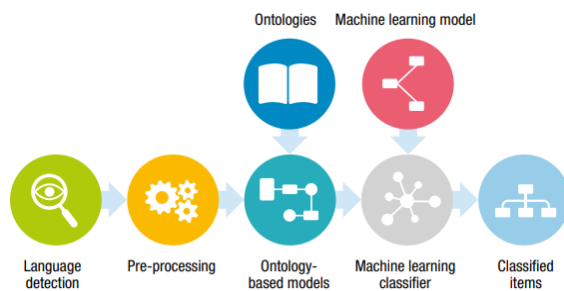 Ontologies
Machine learning model
Language
detection
Pre-processing
Ontology-
based models
Machine learning
classifier
Classified
items